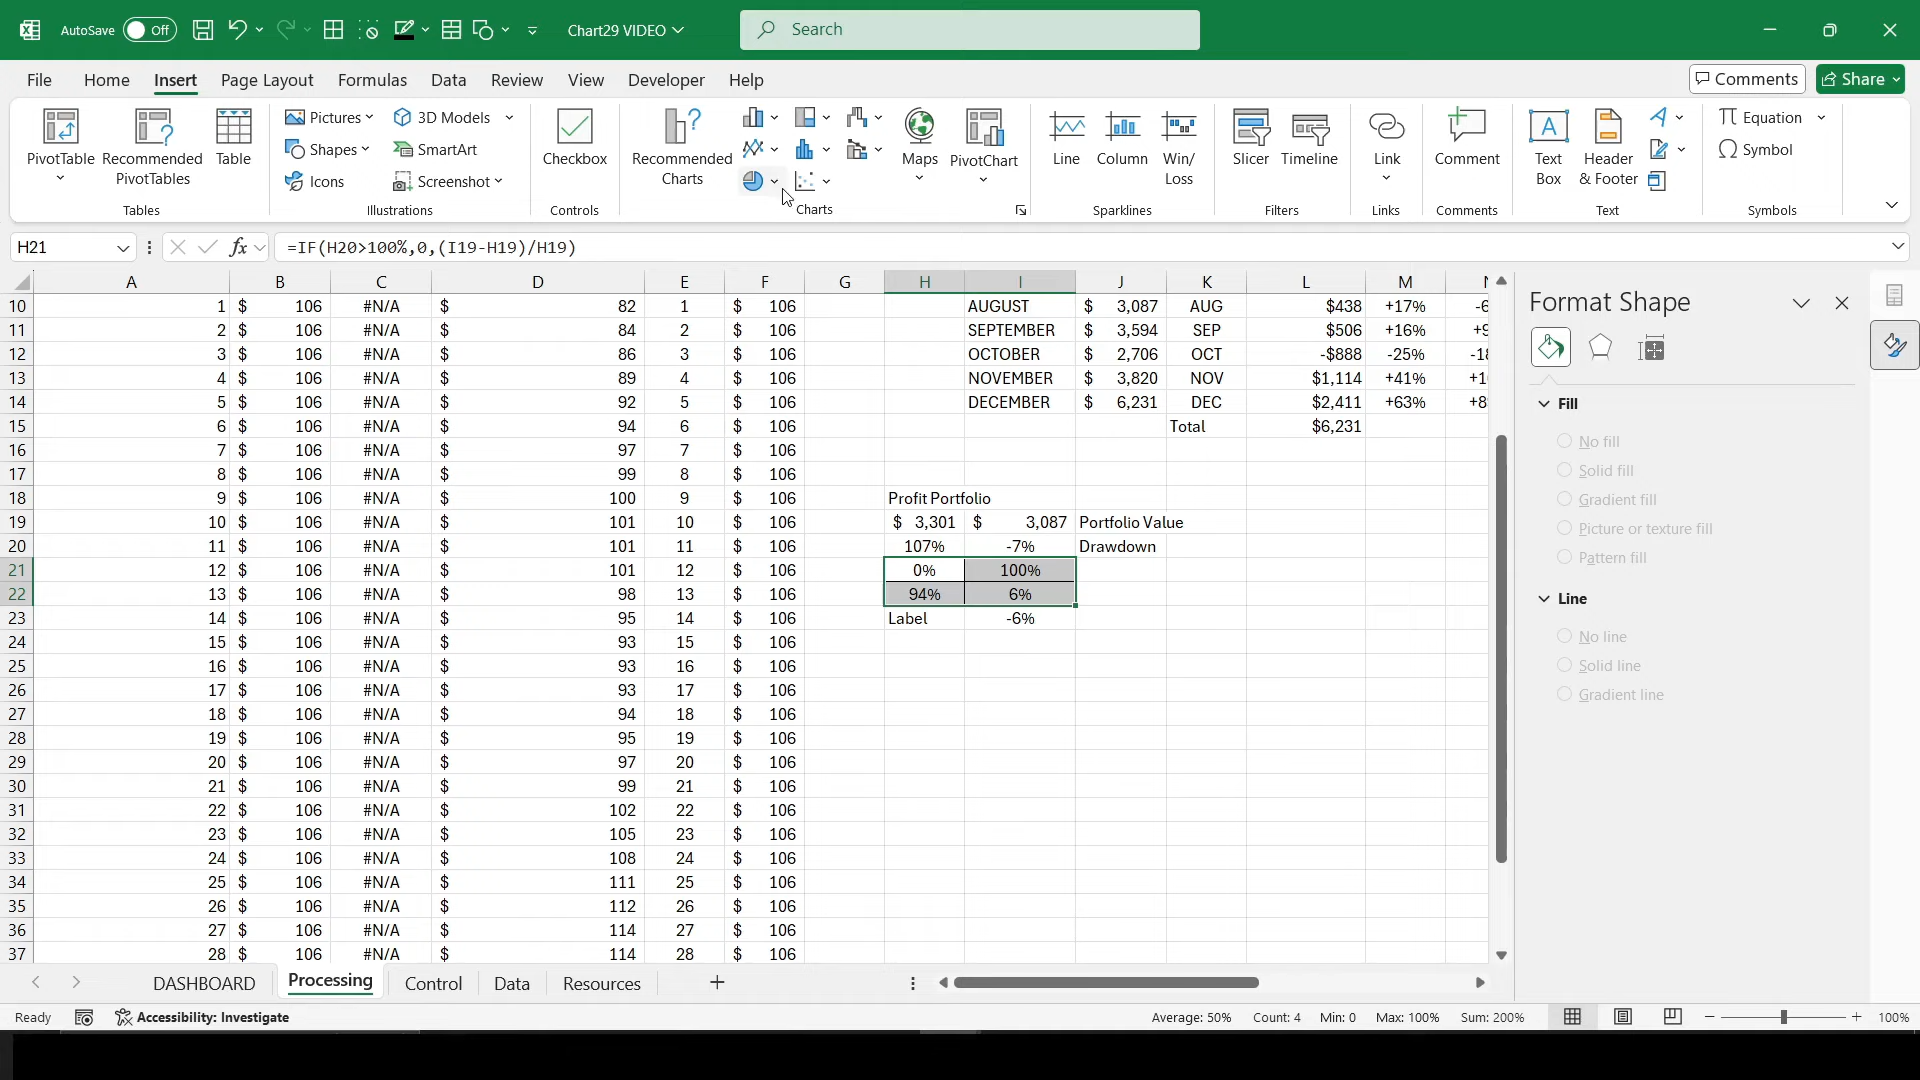 AutoSave Off Chart29 VIDEO Search
File Home Insert Page Layout Formulas Data Review View Developer Help Comments Share
PivotTable Recommended PivotTables Table Pictures Shapes Icons 3D Models SmartArt Screenshot Checkbox Recommended Charts Maps PivotChart Line Column Win/Loss Slicer Timeline Link Comment Text Box Header & Footer Equation Symbol
Tables Illustrations Controls Charts Sparklines Filters Links Comments Text Symbols
H21 fx =IF(H20>100%,0,(I19-H19)/H19)
A B C D E F G H I J K L M N
10 1 $ 106 #N/A $ 82 1 $ 106 AUGUST $ 3,087 AUG $438 +17% -6
11 2 $ 106 #N/A $ 84 2 $ 106 SEPTEMBER $ 3,594 SEP $506 +16% +9
12 3 $ 106 #N/A $ 86 3 $ 106 OCTOBER $ 2,706 OCT -$888 -25% -18
13 4 $ 106 #N/A $ 89 4 $ 106 NOVEMBER $ 3,820 NOV $1,114 +41% +1
14 5 $ 106 #N/A $ 92 5 $ 106 DECEMBER $ 6,231 DEC $2,411 +63% +8
15 6 $ 106 #N/A $ 94 6 $ 106 Total $6,231
16 7 $ 106 #N/A $ 97 7 $ 106
17 8 $ 106 #N/A $ 99 8 $ 106
18 9 $ 106 #N/A $ 100 9 $ 106 Profit Portfolio
19 10 $ 106 #N/A $ 101 10 $ 106 $ 3,301 $ 3,087 Portfolio Value
20 11 $ 106 #N/A $ 101 11 $ 106 107% -7% Drawdown
21 12 $ 106 #N/A $ 101 12 $ 106 0% 100%
22 13 $ 106 #N/A $ 98 13 $ 106 94% 6%
23 14 $ 106 #N/A $ 95 14 $ 106 Label -6%
24 15 $ 106 #N/A $ 93 15 $ 106
25 16 $ 106 #N/A $ 93 16 $ 106
26 17 $ 106 #N/A $ 93 17 $ 106
27 18 $ 106 #N/A $ 94 18 $ 106
28 19 $ 106 #N/A $ 95 19 $ 106
29 20 $ 106 #N/A $ 97 20 $ 106
30 21 $ 106 #N/A $ 99 21 $ 106
31 22 $ 106 #N/A $ 102 22 $ 106
32 23 $ 106 #N/A $ 105 23 $ 106
33 24 $ 106 #N/A $ 108 24 $ 106
34 25 $ 106 #N/A $ 111 25 $ 106
35 26 $ 106 #N/A $ 112 26 $ 106
36 27 $ 106 #N/A $ 114 27 $ 106
37 28 $ 106 #N/A $ 114 28 $ 106
Format Shape
Fill
No fill
Solid fill
Gradient fill
Picture or texture fill
Pattern fill
Line
No line
Solid line
Gradient line
DASHBOARD Processing Control Data Resources
Ready Accessibility: Investigate Average: 50% Count: 4 Min: 0 Max: 100% Sum: 200% 100%